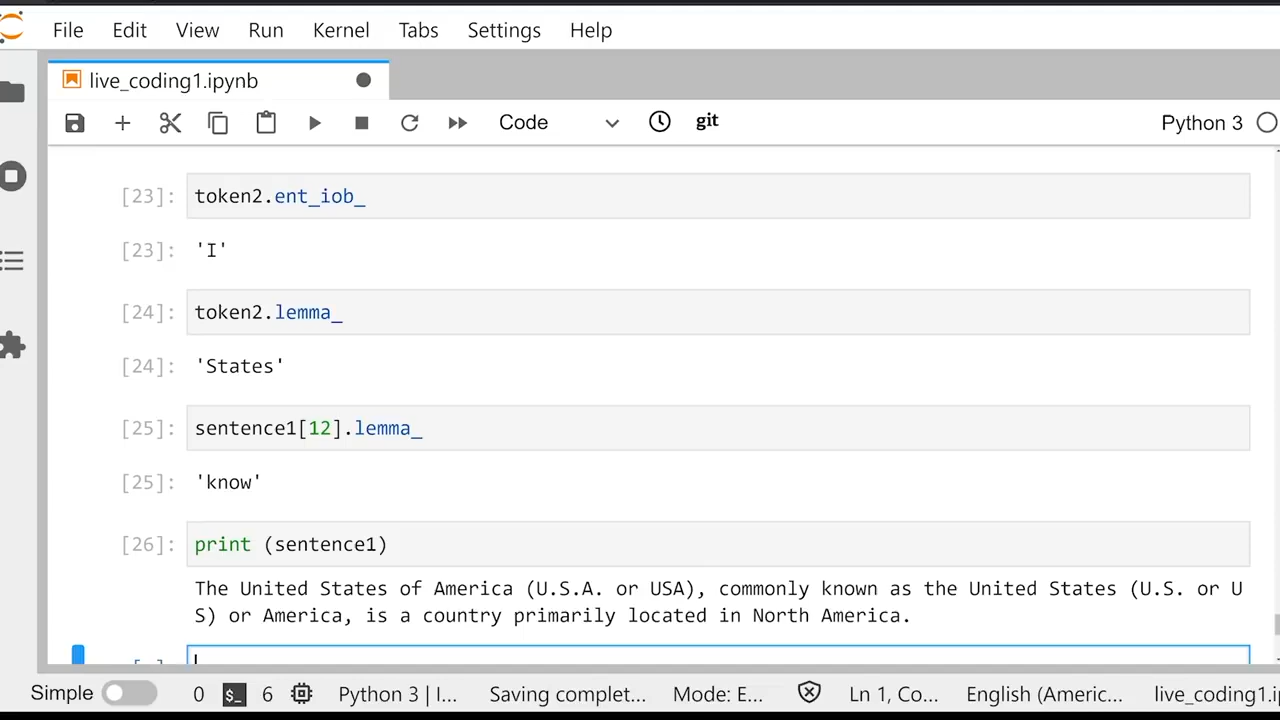 File Edit View Run Kernel Tabs Settings Help
live_coding1.ipynb
Code git Python 3
[23]: token2.ent_iob_
[23]: 'I'
[24]: token2.lemma_
[24]: 'States'
[25]: sentence1[12].lemma_
[25]: 'know'
[26]: print (sentence1)
The United States of America (U.S.A. or USA), commonly known as the United States (U.S. or U
S) or America, is a country primarily located in North America.
Simple 0 $_ 6 Python 3 | I... Saving complet... Mode: E... Ln 1, Co... English (Americ... live_coding1.ip